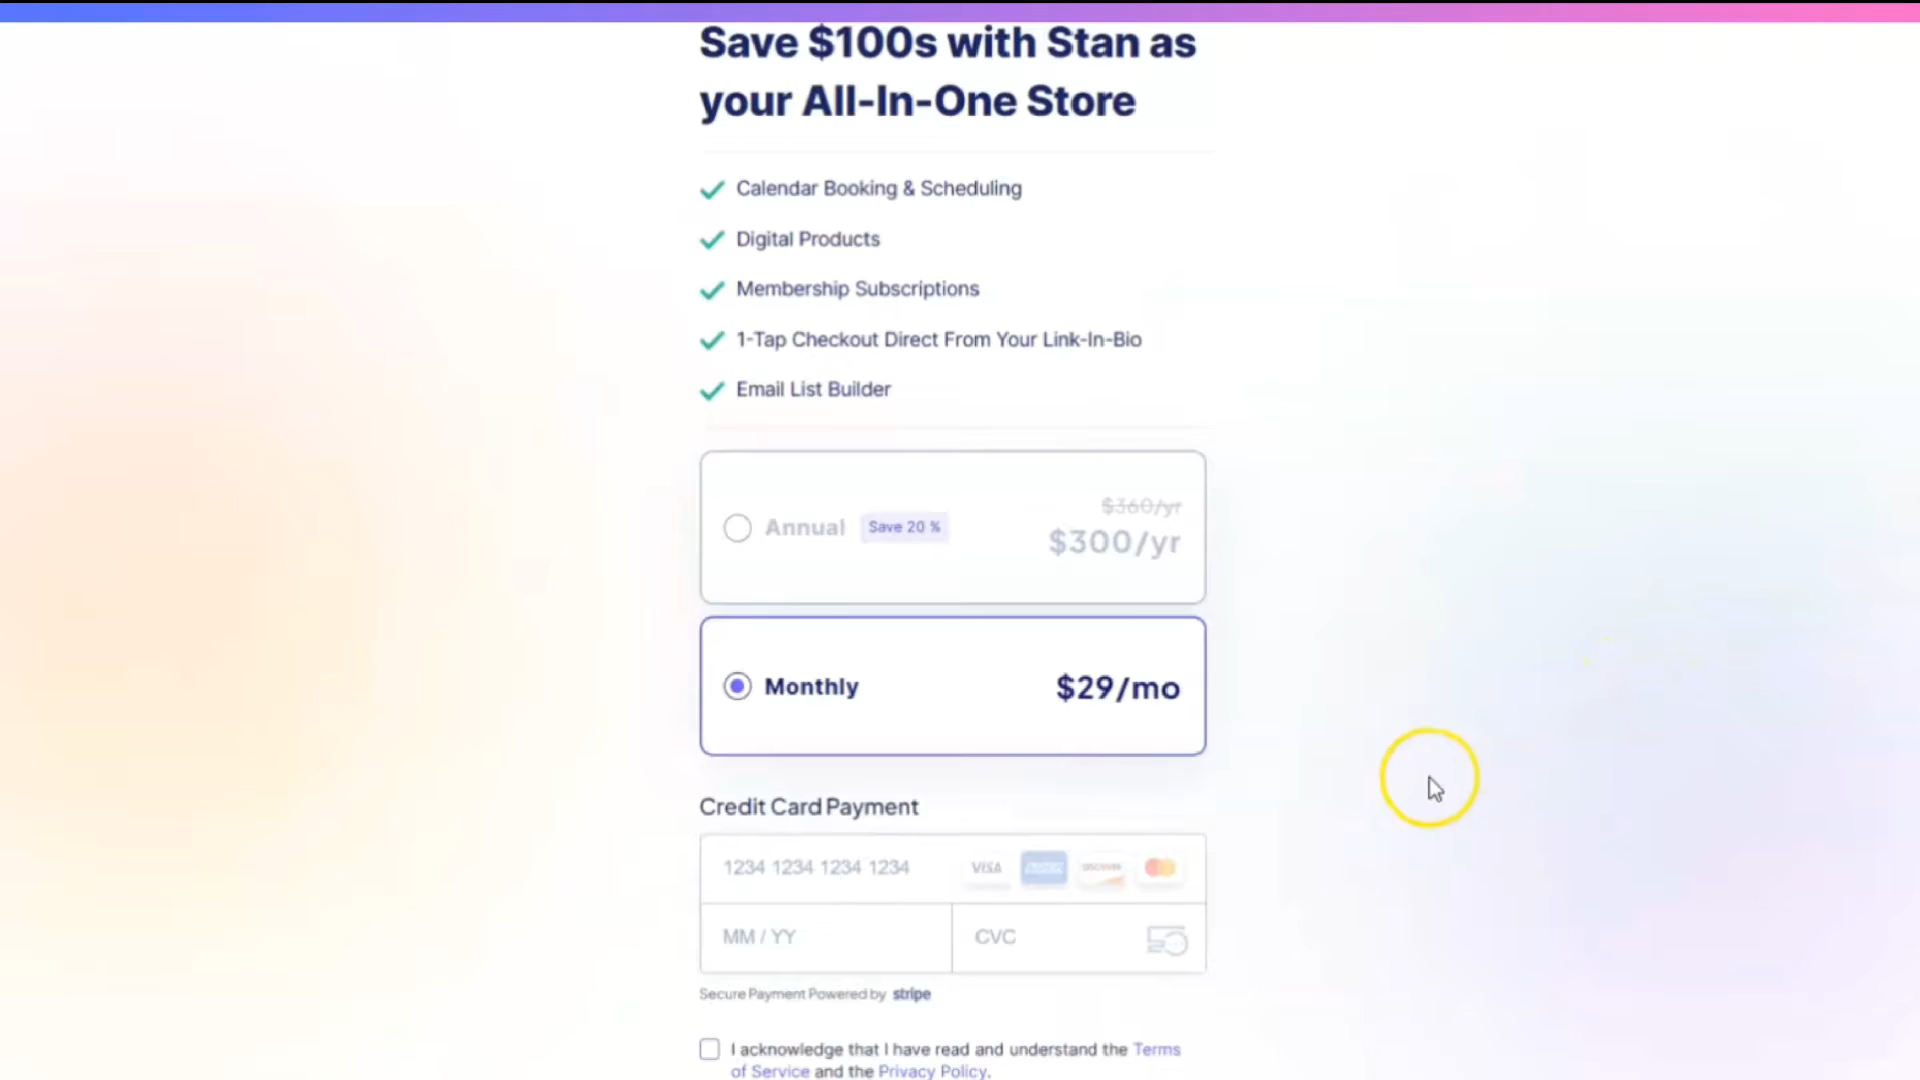 Save $100s with Stan as
your All-In-One Store
Calendar Booking & Scheduling
Digital Products
Membership Subscriptions
1-Tap Checkout Direct From Your Link-In-Bio
Email List Builder
$360/yr
Annual Save 20 % $300/yr
Monthly $29/mo
Credit Card Payment
1234 1234 1234 1234 VISA DISCOVER
MM / YY CVC
Secure Payment Powered by stripe
I acknowledge that I have read and understand the Terms
of Service and the Privacy Policy.